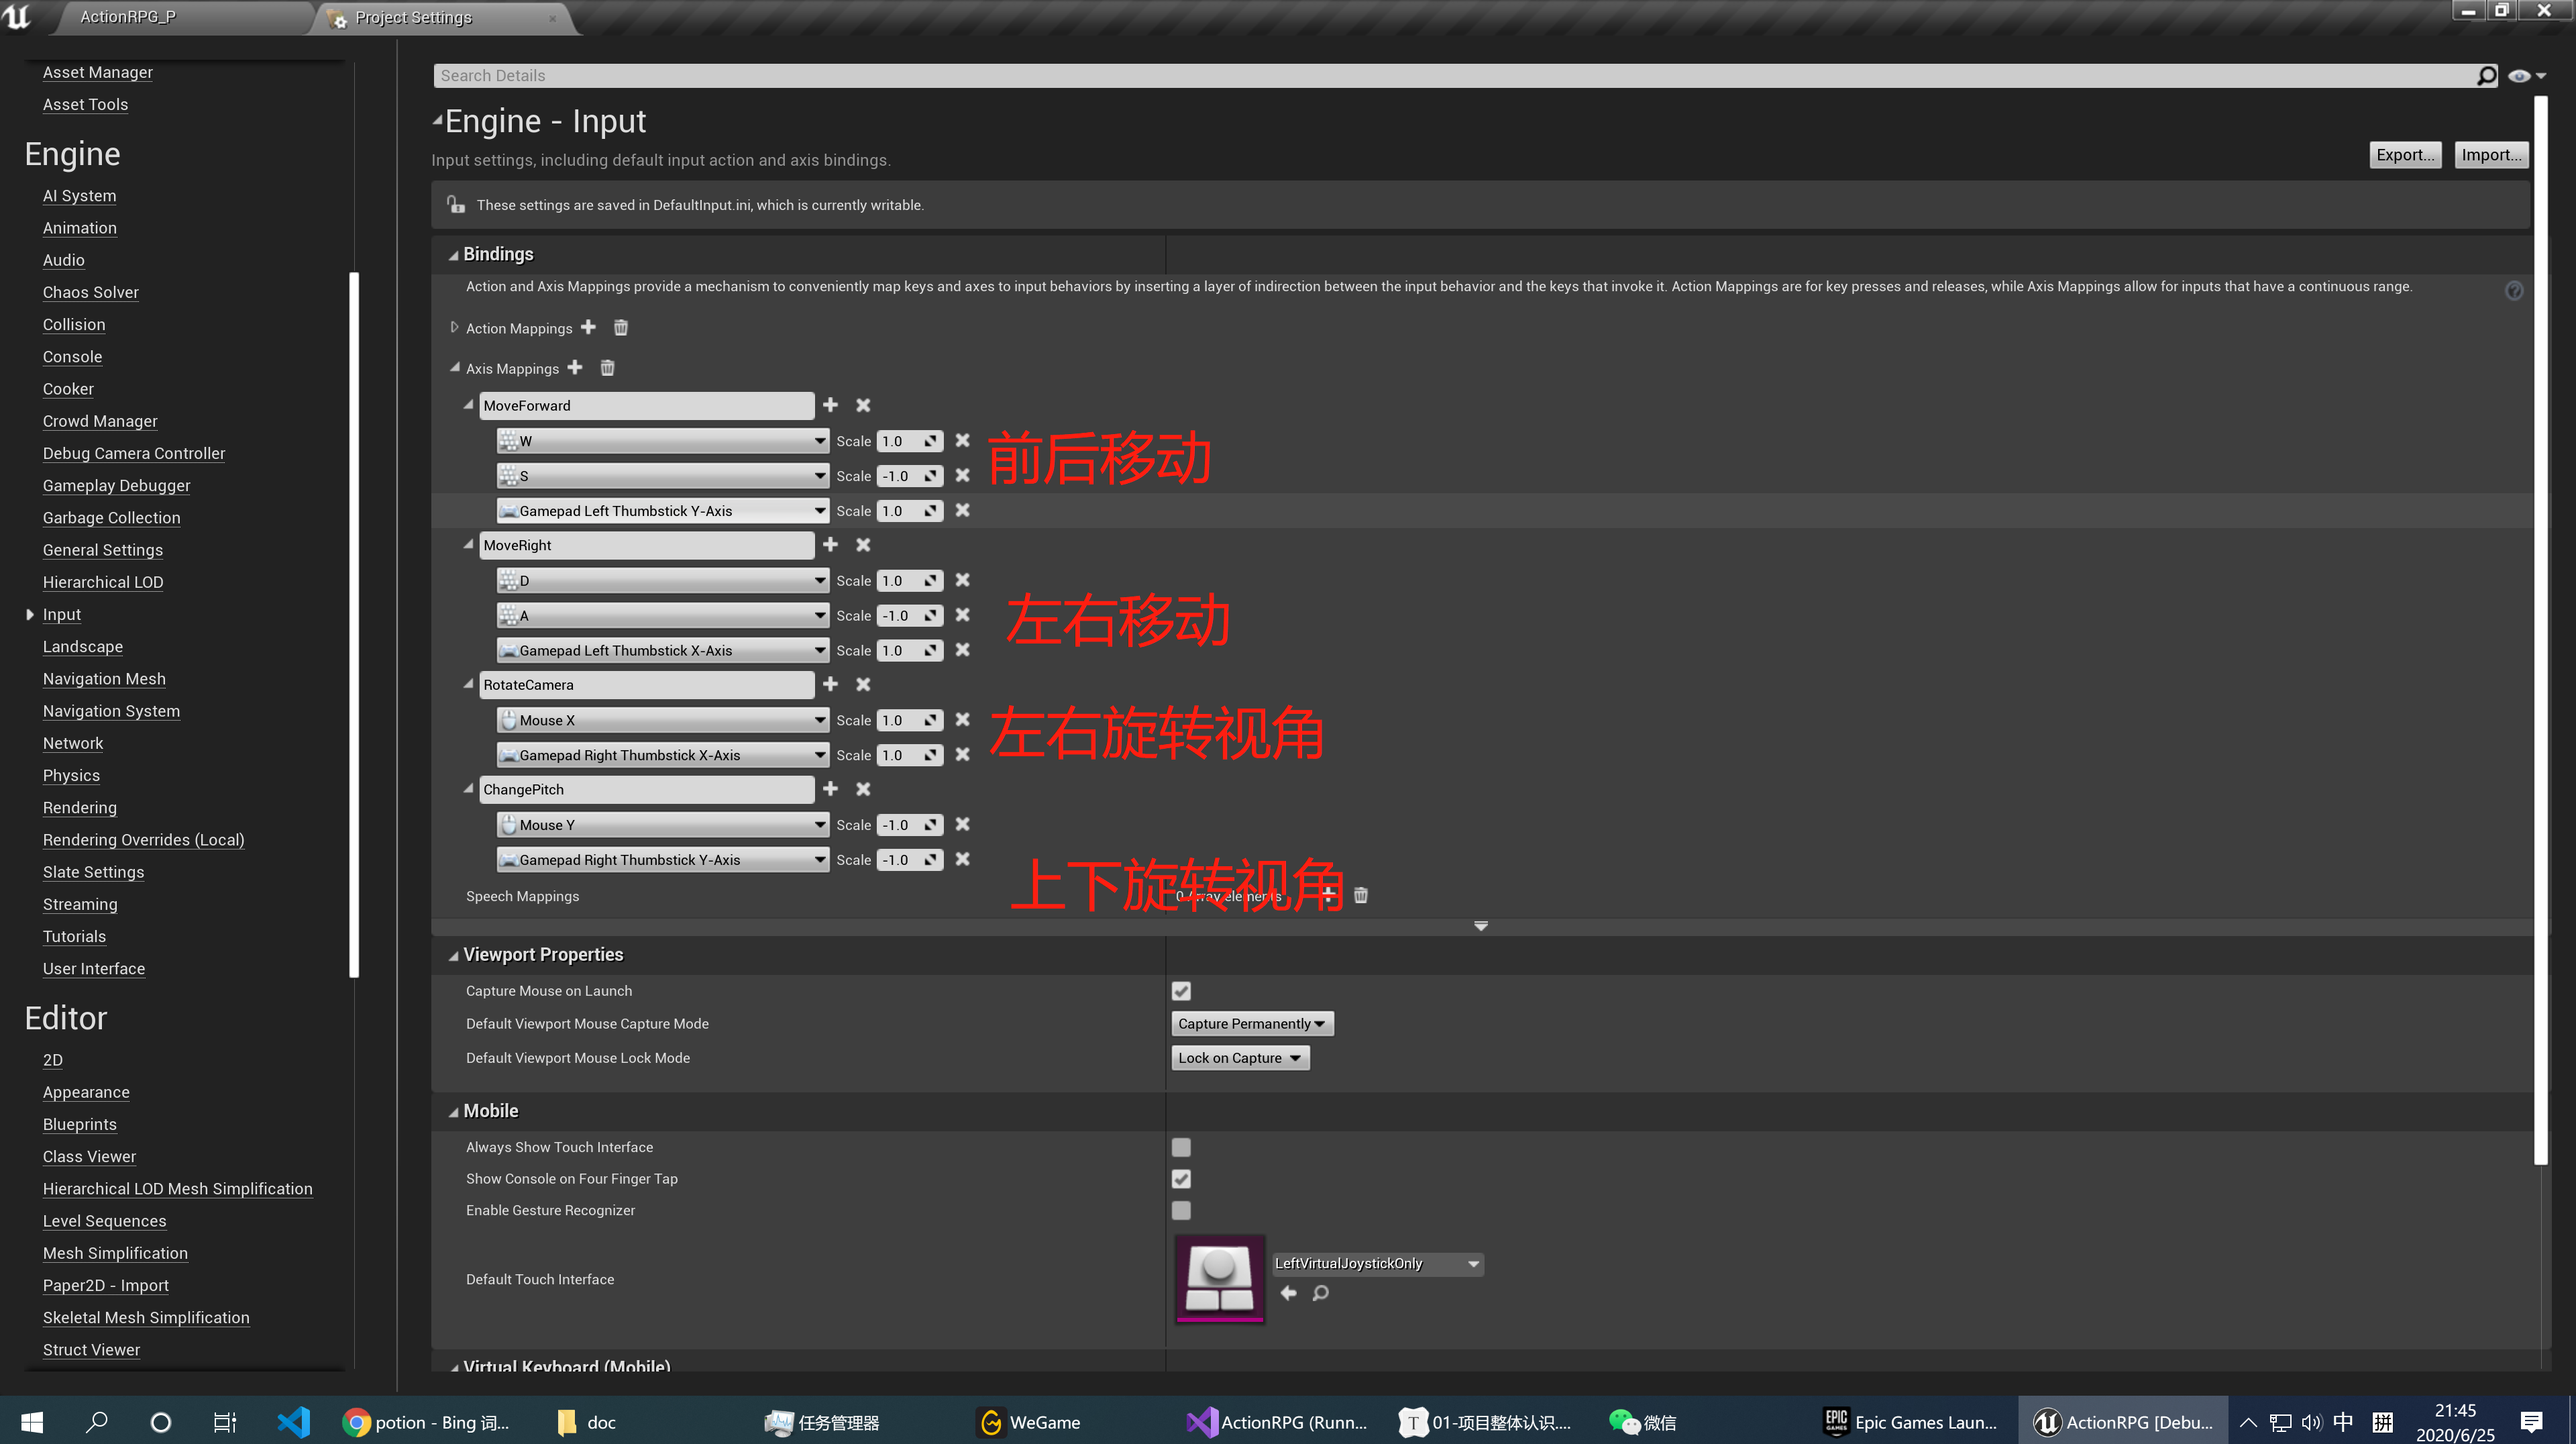 ActionRPG_P
Project Settings
Asset Manager
Asset Tools
Engine
AI System
Animation
Audio
Chaos Solver
Collision
Console
Cooker
Crowd Manager
Debug Camera Controller
Gameplay Debugger
Garbage Collection
General Settings
Hierarchical LOD
Input
Landscape
Navigation Mesh
Navigation System
Network
Physics
Rendering
Rendering Overrides (Local)
Slate Settings
Streaming
Tutorials
User Interface
Editor
2D
Appearance
Blueprints
Class Viewer
Hierarchical LOD Mesh Simplification
Level Sequences
Mesh Simplification
Paper2D - Import
Skeletal Mesh Simplification
Struct Viewer
Search Details
Engine - Input
Input settings, including default input action and axis bindings.
Export... Import...
These settings are saved in DefaultInput.ini, which is currently writable.
Bindings
Action and Axis Mappings provide a mechanism to conveniently map keys and axes to input behaviors by inserting a layer of indirection between the input behavior and the keys that invoke it. Action Mappings are for key presses and releases, while Axis Mappings allow for inputs that have a continuous range.
Action Mappings
Axis Mappings
MoveForward
W Scale 1.0
前后移动
S Scale -1.0
Gamepad Left Thumbstick Y-Axis Scale 1.0
MoveRight
D Scale 1.0
A Scale -1.0
左右移动
Gamepad Left Thumbstick X-Axis Scale 1.0
RotateCamera
Mouse X Scale 1.0
左右旋转视角
Gamepad Right Thumbstick X-Axis Scale 1.0
ChangePitch
Mouse Y Scale -1.0
Gamepad Right Thumbstick Y-Axis Scale -1.0
上下旋转视角
Speech Mappings 0 Array elements
Viewport Properties
Capture Mouse on Launch
Default Viewport Mouse Capture Mode Capture Permanently
Default Viewport Mouse Lock Mode Lock on Capture
Mobile
Always Show Touch Interface
Show Console on Four Finger Tap
Enable Gesture Recognizer
Default Touch Interface LeftVirtualJoystickOnly
Virtual Keyboard (Mobile)
potion - Bing 词...
doc
任务管理器
WeGame
ActionRPG (Runn...
T 01-项目整体认识....
微信
EPIC GAMES Epic Games Laun...
ActionRPG [Debu...
中 拼
21:45
2020/6/25